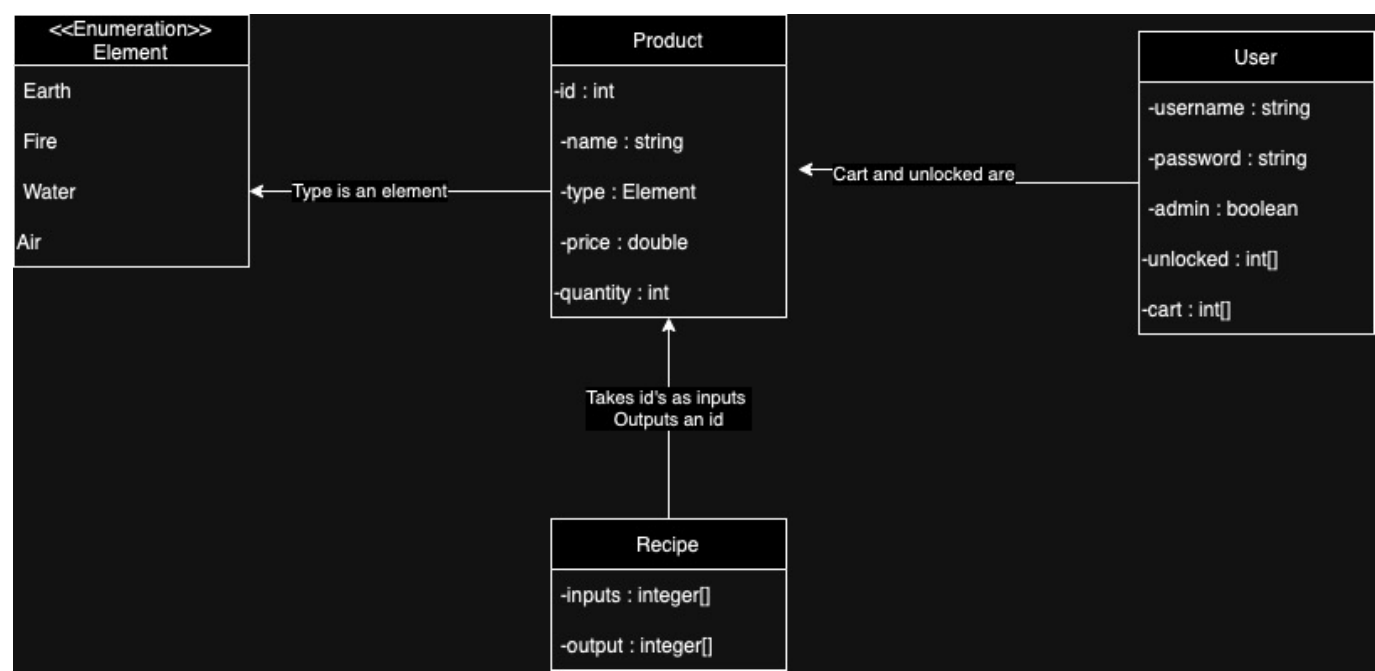 <<Enumeration>>
Element
Earth
Fire
Water
Air
Type is an element
Product
-id : int
-name : string
-type : Element
-price : double
-quantity : int
Cart and unlocked are
User
-username : string
-password : string
-admin : boolean
-unlocked : int[]
-cart : int[]
Takes id's as inputs
Outputs an id
Recipe
-inputs : integer[]
-output : integer[]